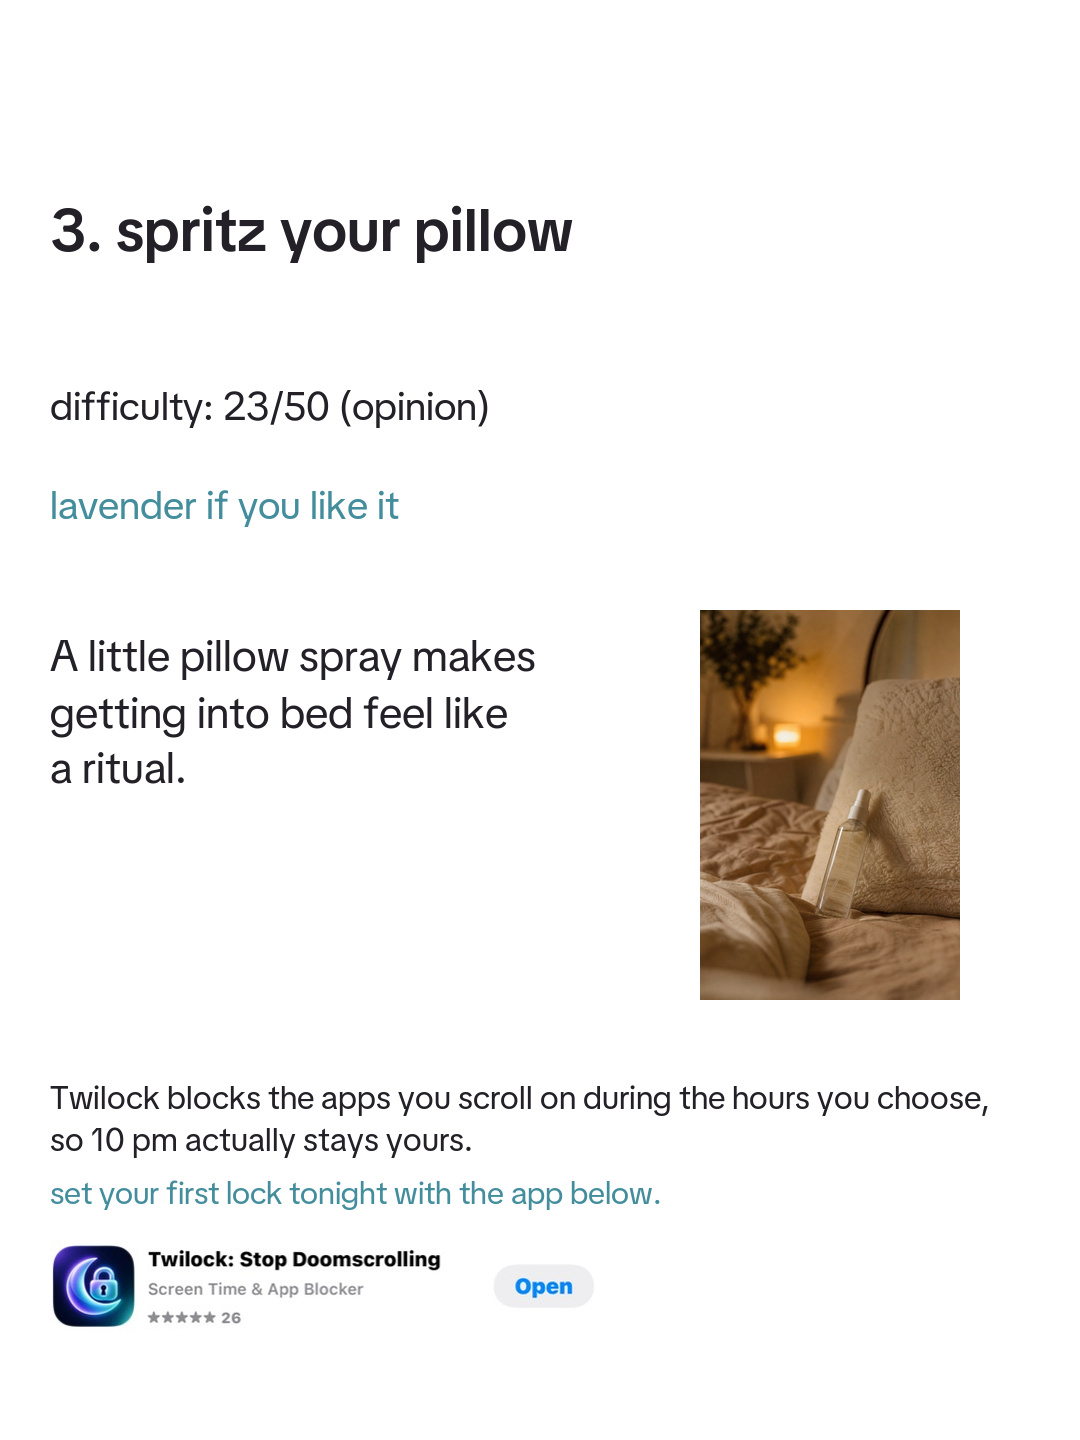 3. spritz your pillow
difficulty: 23/50 (opinion)
lavender if you like it
A little pillow spray makes
getting into bed feel like
a ritual.
Twilock blocks the apps you scroll on during the hours you choose,
so 10 pm actually stays yours.
set your first lock tonight with the app below.
Twilock: Stop Doomscrolling
Screen Time & App Blocker
★★★★★ 26
Open